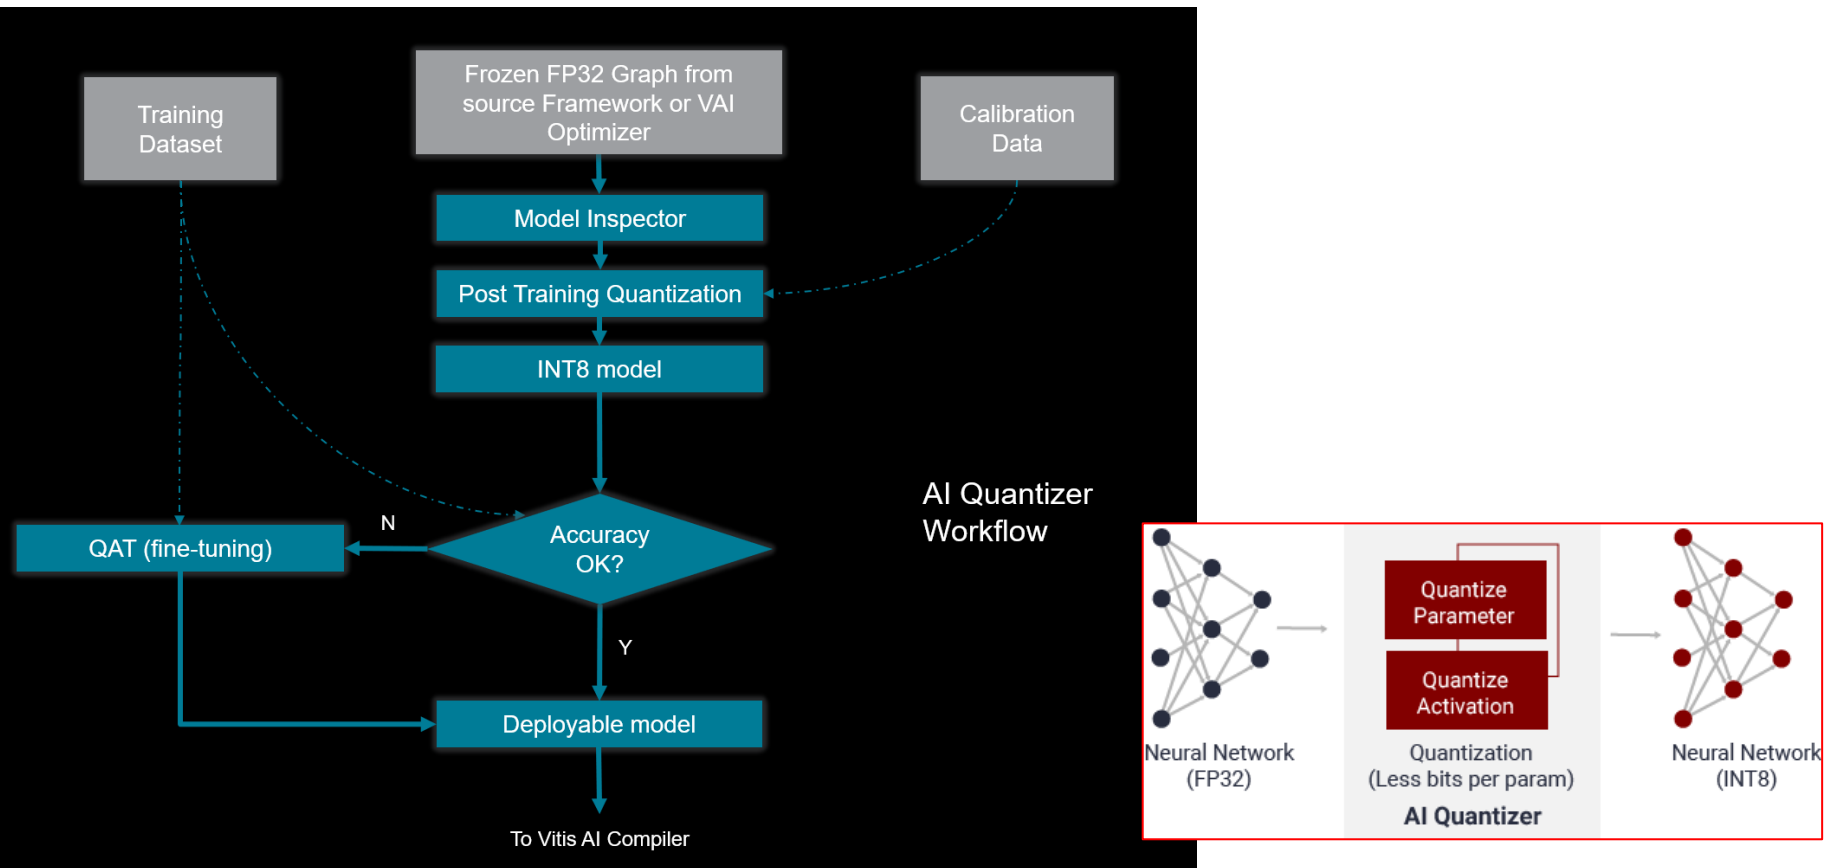 Frozen FP32 Graph from
source Framework or VAI
Optimizer
Training
Dataset
Calibration
Data
Model Inspector
Post Training Quantization
INT8 model
AI Quantizer
Workflow
N
Accuracy
OK?
QAT (fine-tuning)
Y
Deployable model
To Vitis AI Compiler
Quantize
Parameter
Quantize
Activation
Neural Network
(FP32)
Quantization
(Less bits per param)
AI Quantizer
Neural Network
(INT8)